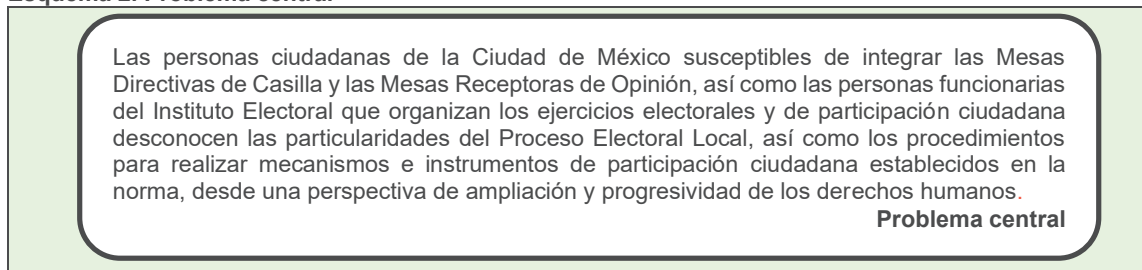 Esquema 2. Problema central
Las personas ciudadanas de la Ciudad de México susceptibles de integrar las Mesas
Directivas de Casilla y las Mesas Receptoras de Opinión, así como las personas funcionarias
del Instituto Electoral que organizan los ejercicios electorales y de participación ciudadana
desconocen las particularidades del Proceso Electoral Local, así como los procedimientos
para realizar mecanismos e instrumentos de participación ciudadana establecidos en la
norma, desde una perspectiva de ampliación y progresividad de los derechos humanos.
Problema central